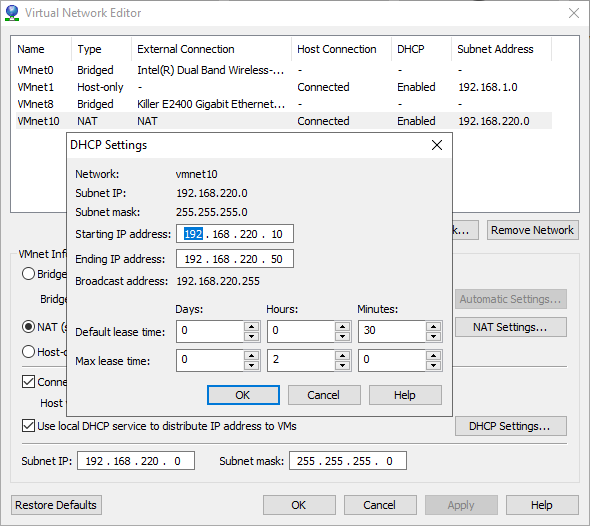 Virtual Network Editor
Name Type External Connection Host Connection DHCP Subnet Address
VMnet0 Bridged Intel(R) Dual Band Wireless-... - - -
VMnet1 Host-only - Connected Enabled 192.168.1.0
VMnet8 Bridged Killer E2400 Gigabit Ethernet... - - -
VMnet10 NAT NAT Connected Enabled 192.168.220.0
DHCP Settings
Network: vmnet10
Subnet IP: 192.168.220.0
Subnet mask: 255.255.255.0
Starting IP address: 192 . 168 . 220 . 10
Ending IP address: 192 . 168 . 220 . 50
Broadcast address: 192.168.220.255
Days: Hours: Minutes:
Default lease time: 0 0 30
Max lease time: 0 2 0
OK Cancel Help
k... Remove Network
VMnet Inf
Bridge
Bridg
Automatic Settings...
NAT (s
NAT Settings...
Host-o
Conne
Host
Use local DHCP service to distribute IP address to VMs
DHCP Settings...
Subnet IP: 192 . 168 . 220 . 0 Subnet mask: 255 . 255 . 255 . 0
Restore Defaults OK Cancel Apply Help